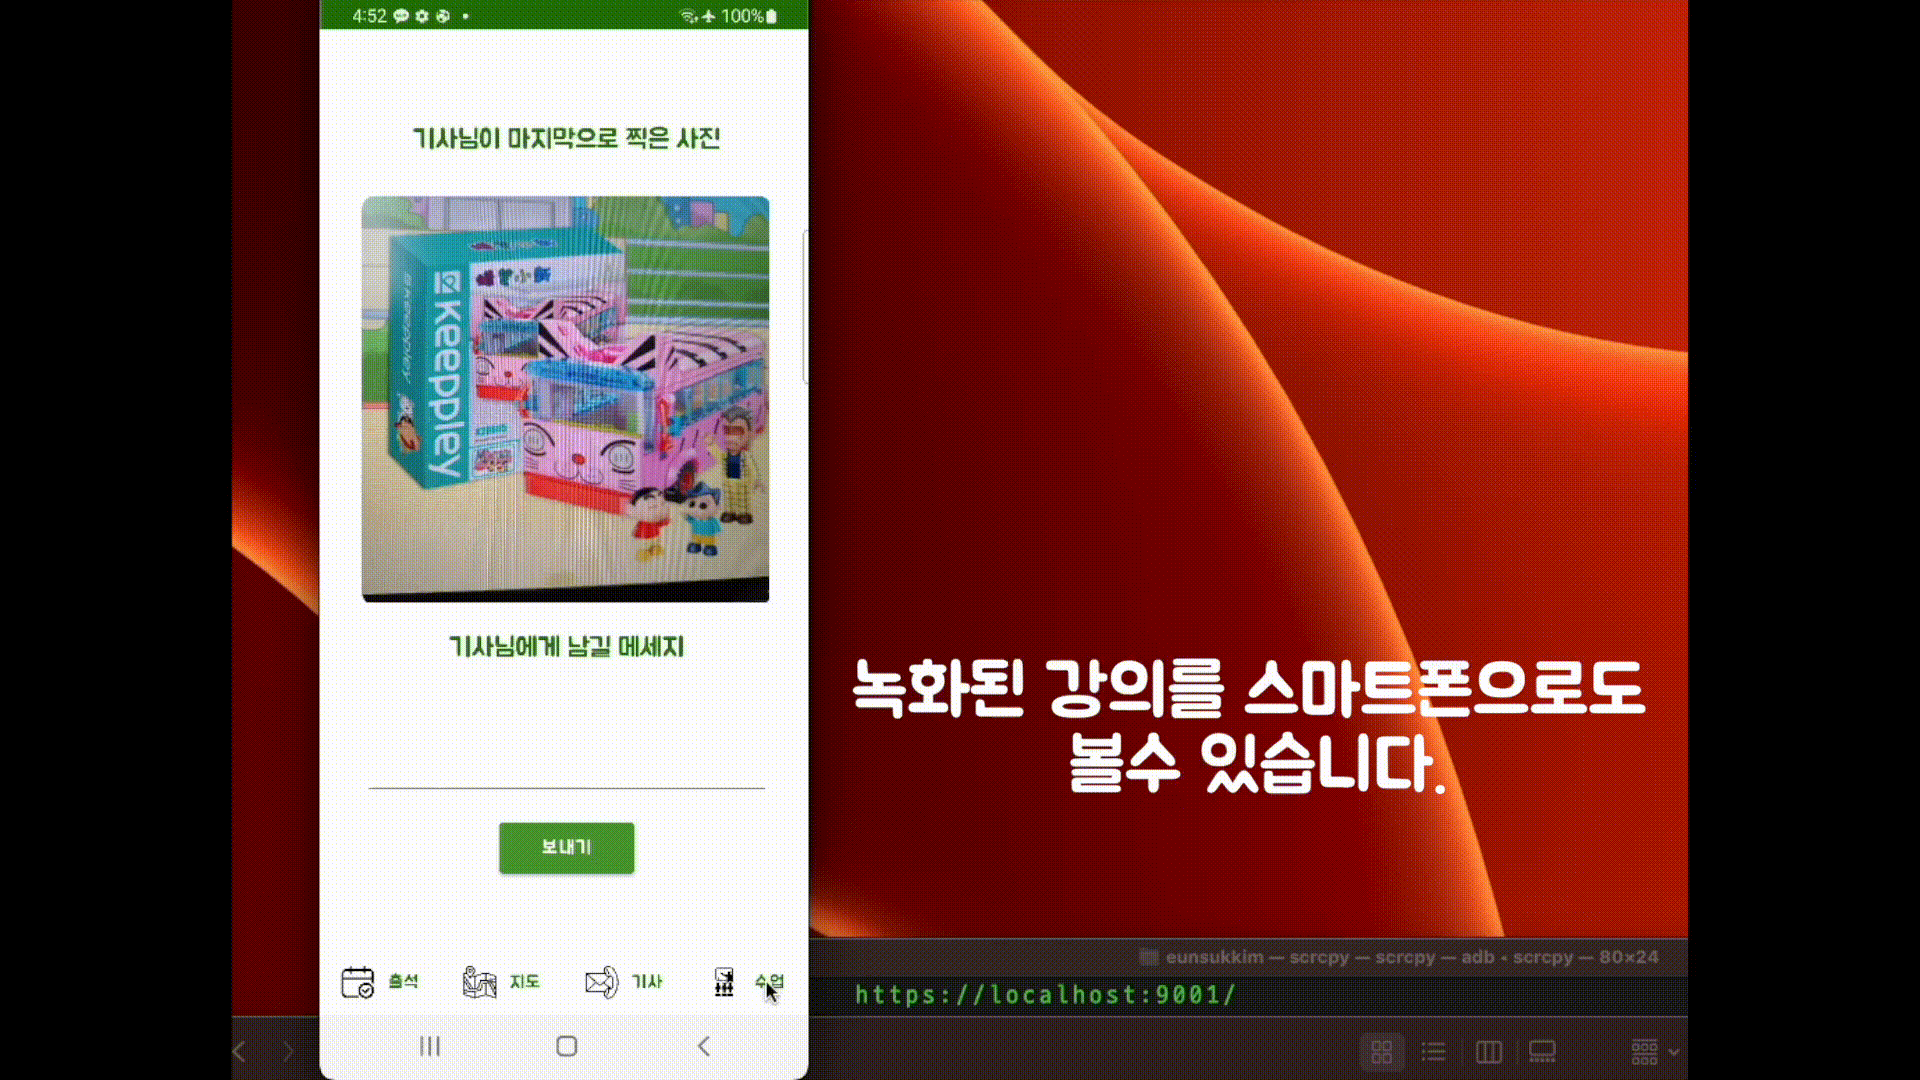 4:52
100%
기사님이 마지막으로 찍은 사진
keeppley
기사님에게 남길 메세지
보내기
출석
지도
기사
수업
녹화된 강의를 스마트폰으로도
볼수 있습니다.
eunsukkim — scrcpy — scrcpy — adb • scrcpy — 80×24
https://localhost:9001/